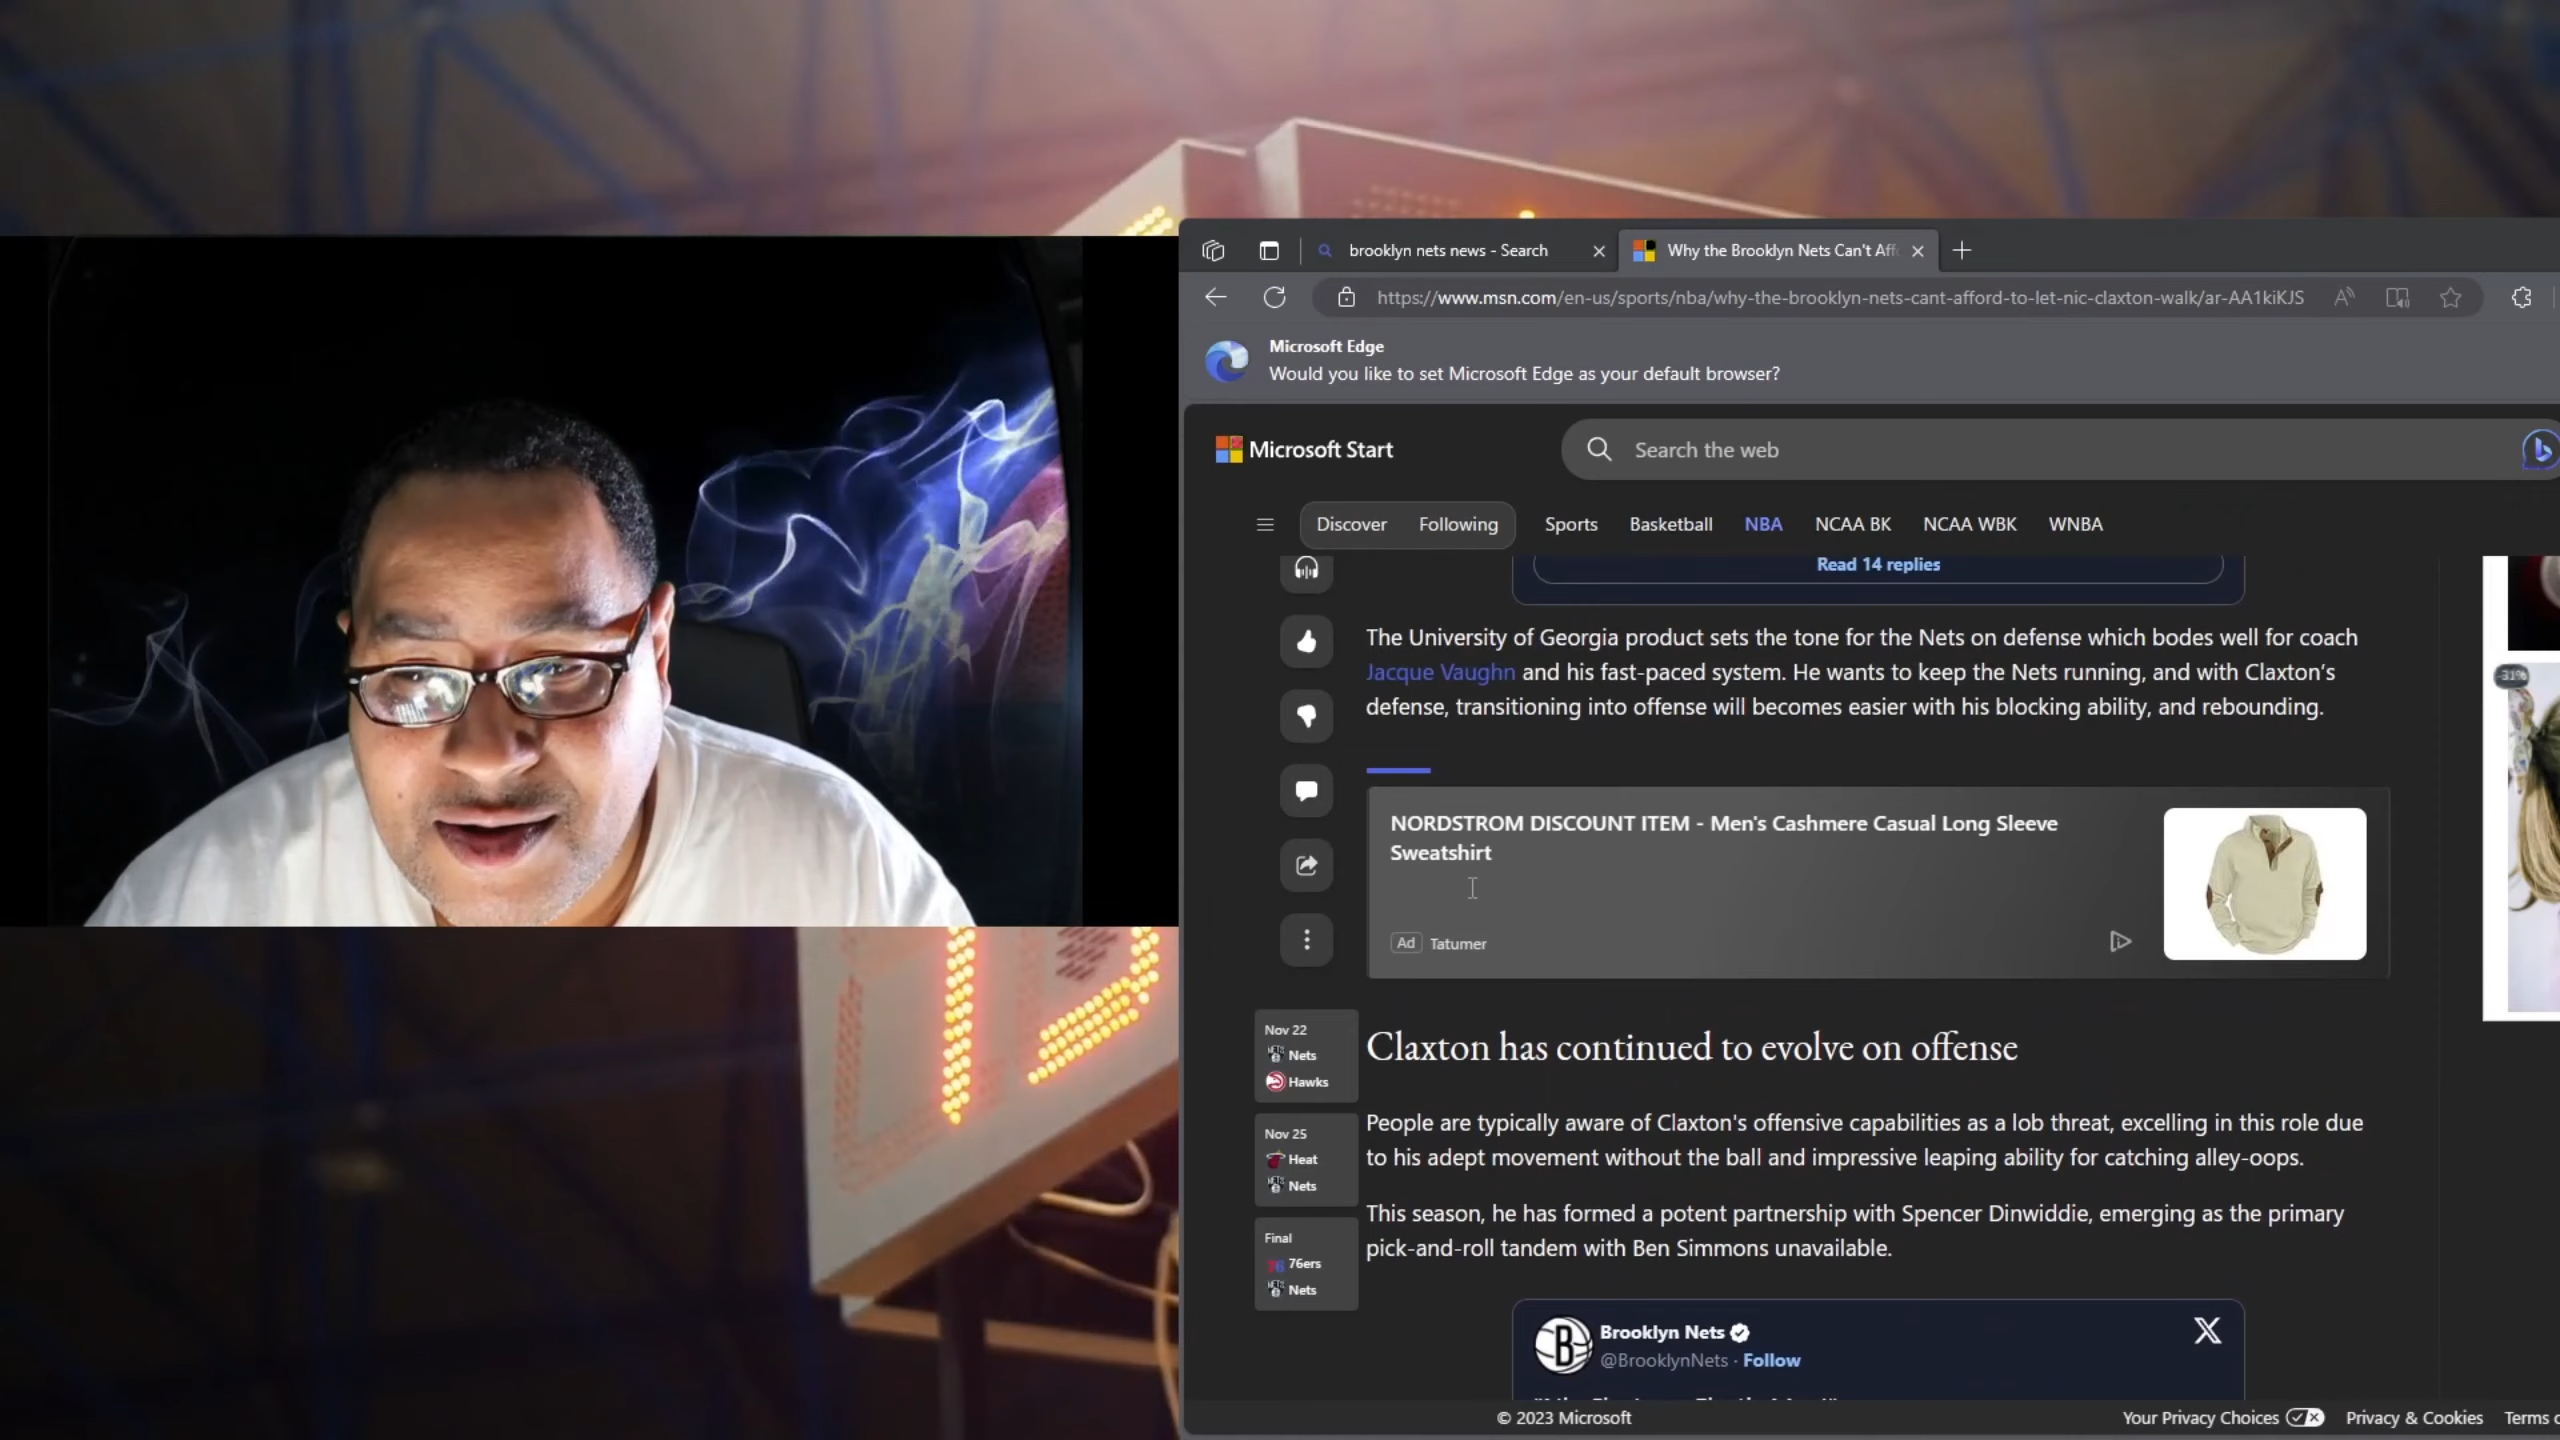 brooklyn nets news - Search
Why the Brooklyn Nets Can't Aff
https://www.msn.com/en-us/sports/nba/why-the-brooklyn-nets-cant-afford-to-let-nic-claxton-walk/ar-AA1kiKJS
Microsoft Edge
Would you like to set Microsoft Edge as your default browser?
Microsoft Start
Search the web
Discover Following Sports Basketball NBA NCAA BK NCAA WBK WNBA
Read 14 replies
The University of Georgia product sets the tone for the Nets on defense which bodes well for coach
Jacque Vaughn and his fast-paced system. He wants to keep the Nets running, and with Claxton's
defense, transitioning into offense will becomes easier with his blocking ability, and rebounding.
-31%
NORDSTROM DISCOUNT ITEM - Men's Cashmere Casual Long Sleeve
Sweatshirt
Ad Tatumer
Nov 22
Nets
Hawks
Nov 25
Heat
Nets
Final
76ers
Nets
Claxton has continued to evolve on offense
People are typically aware of Claxton's offensive capabilities as a lob threat, excelling in this role due
to his adept movement without the ball and impressive leaping ability for catching alley-oops.
This season, he has formed a potent partnership with Spencer Dinwiddie, emerging as the primary
pick-and-roll tandem with Ben Simmons unavailable.
Brooklyn Nets
@BrooklynNets · Follow
© 2023 Microsoft
Your Privacy Choices
Privacy & Cookies
Terms